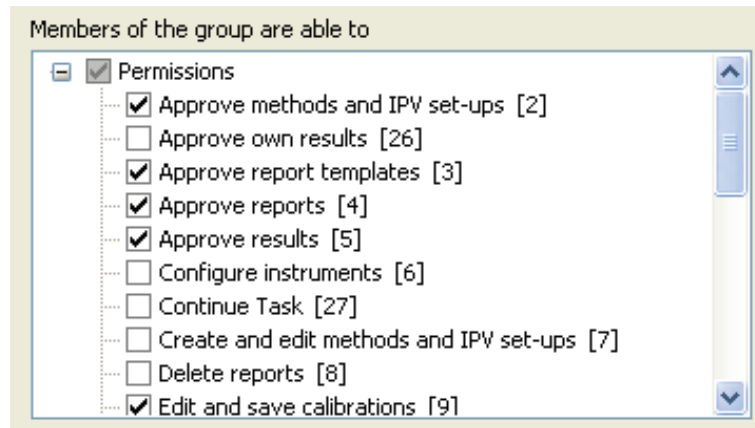 Members of the group are able to
Permissions
Approve methods and IPV set-ups [2]
Approve own results [26]
Approve report templates [3]
Approve reports [4]
Approve results [5]
Configure instruments [6]
Continue Task [27]
Create and edit methods and IPV set-ups [7]
Delete reports [8]
Edit and save calibrations [9]